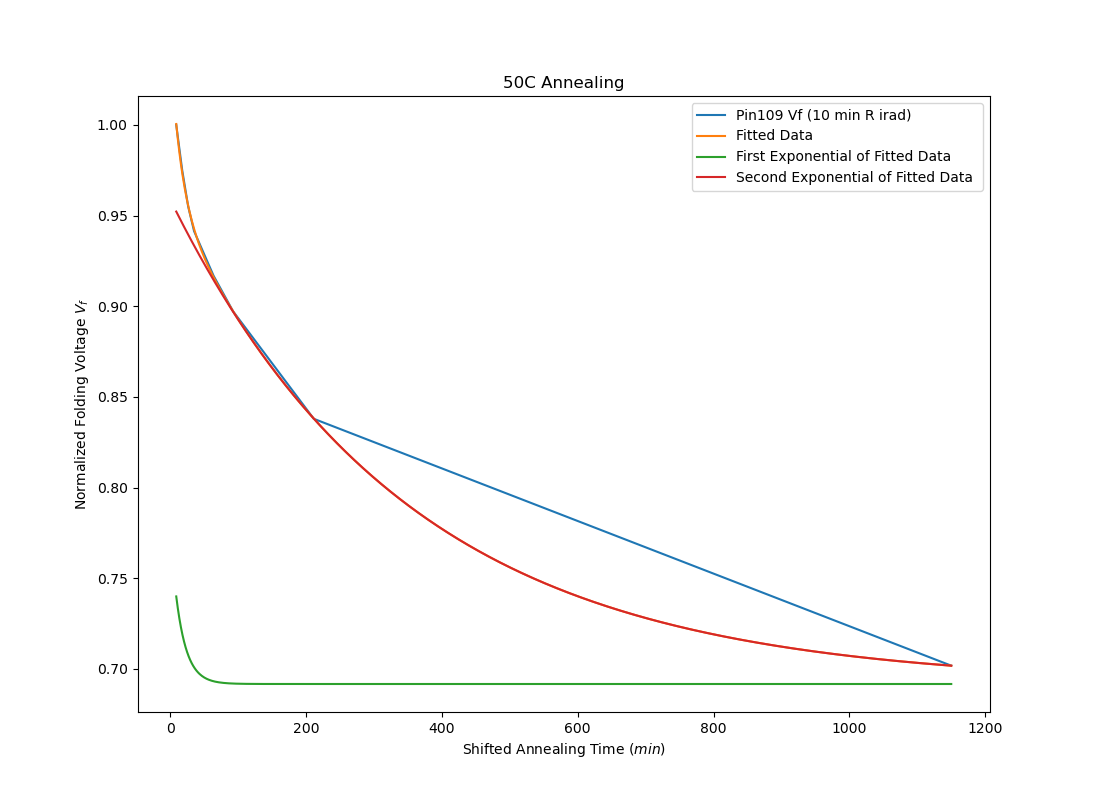 50C Annealing
Pin109 Vf (10 min R irad)
Fitted Data
First Exponential of Fitted Data
Second Exponential of Fitted Data
Normalized Folding Voltage V_f
1.00
0.95
0.90
0.85
0.80
0.75
0.70
0 200 400 600 800 1000 1200
Shifted Annealing Time (min)